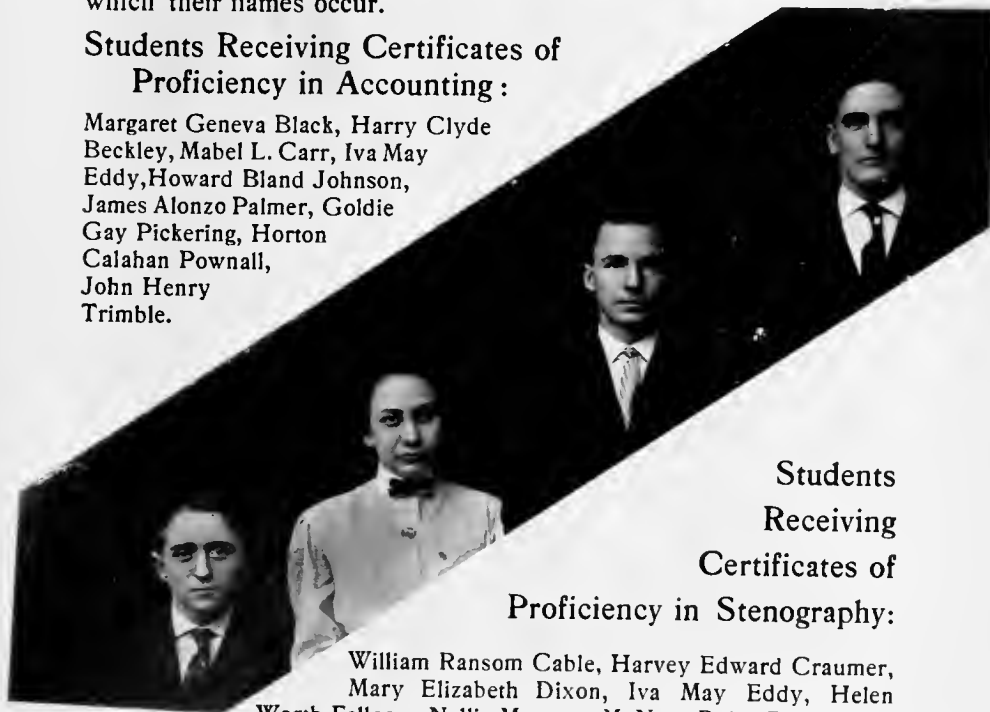 which their names occur.
Students Receiving Certificates of
Proficiency in Accounting:
Margaret Geneva Black, Harry Clyde
Beckley, Mabel L. Carr, Iva May
Eddy,Howard Bland Johnson,
James Alonzo Palmer, Goldie
Gay Pickering, Horton
Calahan Pownall,
John Henry
Trimble.
Students
Receiving
Certificates of
Proficiency in Stenography:
William Ransom Cable, Harvey Edward Craumer,
Mary Elizabeth Dixon, Iva May Eddy, Helen